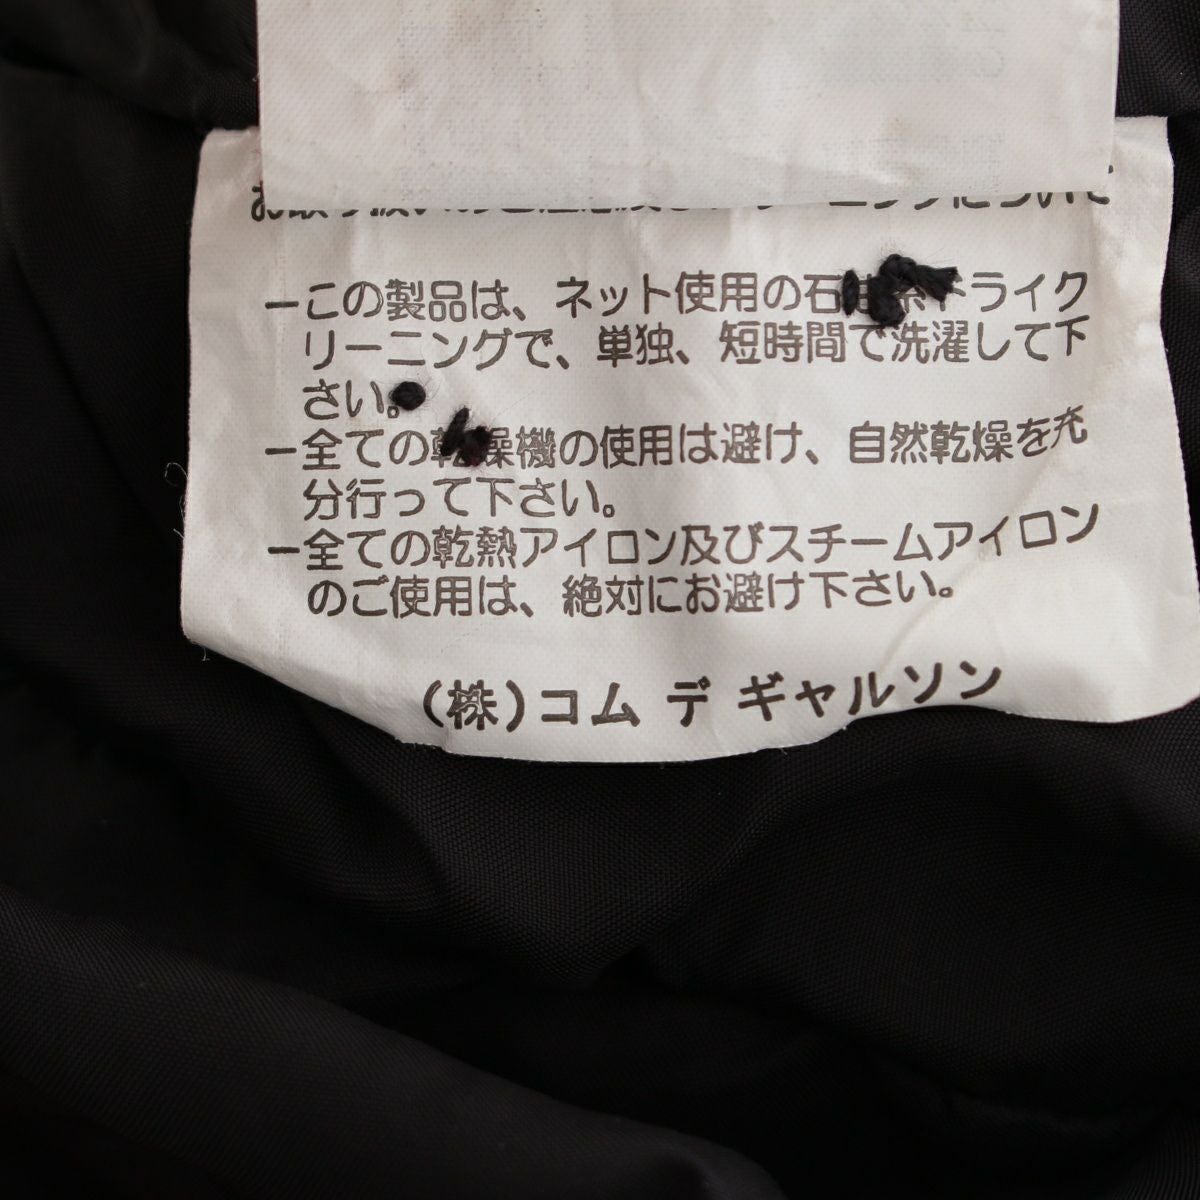 ーこの製品は、ネット使用の石油系ドライク
リーニングで、単独、短時間で洗濯して下
さい。
ー全ての乾燥機の使用は避け、自然乾燥を充
分行って下さい。
ー全ての乾熱アイロン及びスチームアイロン
のご使用は、絶対にお避け下さい。
(株)コム デ ギャルソン